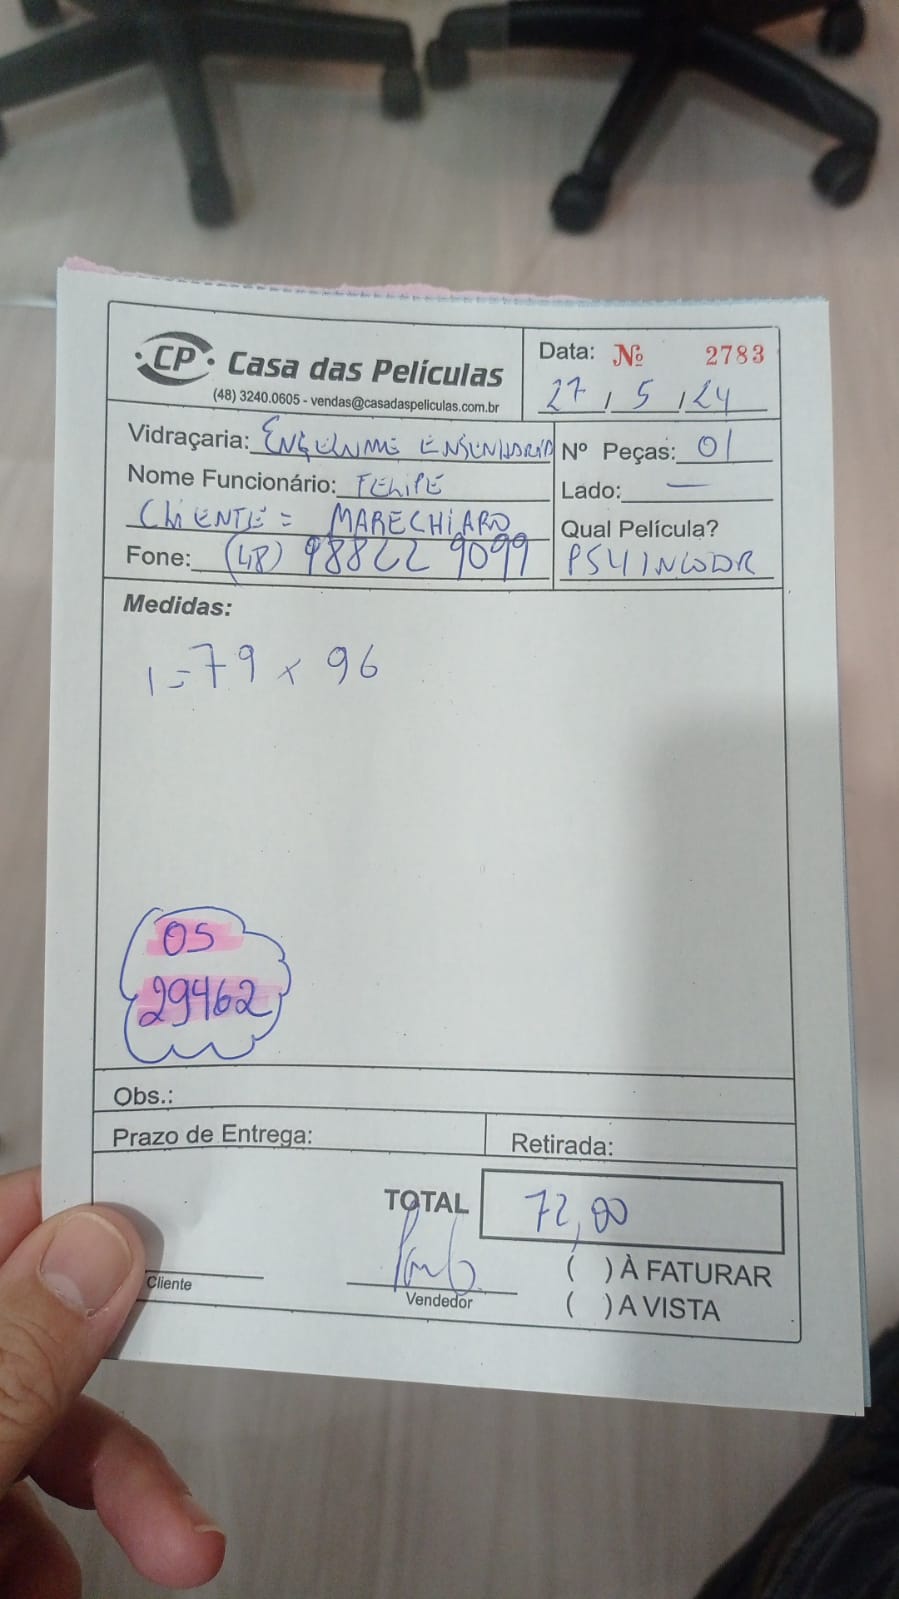 CP Casa das Películas
(48) 3240.0605 - vendas@casadaspeliculas.com.br
Data: Nº 2783
27 / 5 / 24
Vidraçaria:
Nº Peças: 01
Nome Funcionário: FELIPE
Lado: —
CLIENTE = MARECHIARO
Qual Película?
Fone: (48) 98822 9099
Medidas:
1 = 79 x 96
OS
29462
Obs.:
Prazo de Entrega:
Retirada:
TOTAL 72,00
Cliente
Vendedor
( ) À FATURAR
( ) A VISTA